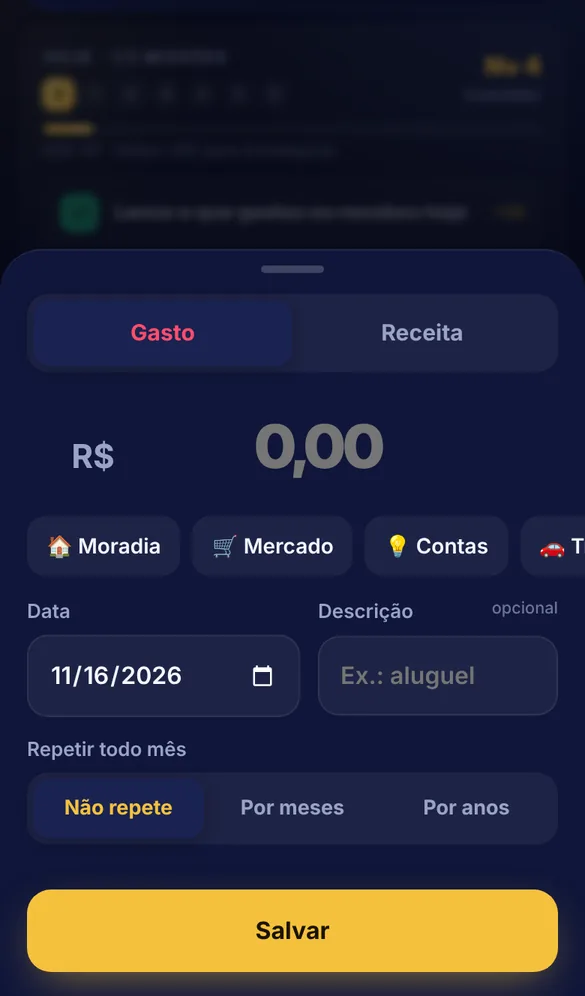 Gasto Receita
R$ 0,00
🏠 Moradia 🛒 Mercado 💡 Contas 🚗 T
Data Descrição opcional
11/16/2026 Ex.: aluguel
Repetir todo mês
Não repete Por meses Por anos
Salvar